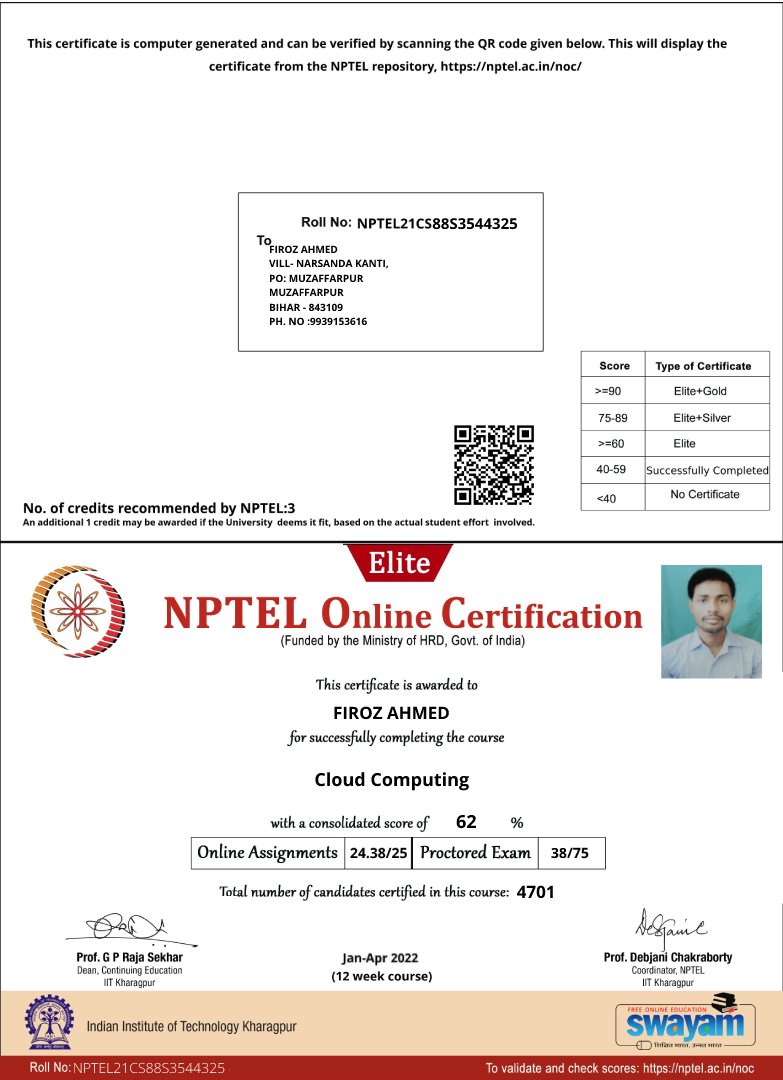 This certificate is computer generated and can be verified by scanning the QR code given below. This will display the
certificate from the NPTEL repository, https://nptel.ac.in/noc/
Roll No: NPTEL21CS88S3544325
To
FIROZ AHMED
VILL- NARSANDA KANTI,
PO: MUZAFFARPUR
MUZAFFARPUR
BIHAR - 843109
PH. NO :9939153616
Score Type of Certificate
>=90 Elite+Gold
75-89 Elite+Silver
>=60 Elite
40-59 Successfully Completed
<40 No Certificate
No. of credits recommended by NPTEL:3
An additional 1 credit may be awarded if the University deems it fit, based on the actual student effort involved.
Elite
NPTEL Online Certification
(Funded by the Ministry of HRD, Govt. of India)
This certificate is awarded to
FIROZ AHMED
for successfully completing the course
Cloud Computing
with a consolidated score of 62 %
Online Assignments 24.38/25 Proctored Exam 38/75
Total number of candidates certified in this course: 4701
Prof. G P Raja Sekhar
Dean, Continuing Education
IIT Kharagpur
Jan-Apr 2022
(12 week course)
Prof. Debjani Chakraborty
Coordinator, NPTEL
IIT Kharagpur
Indian Institute of Technology Kharagpur
FREE ONLINE EDUCATION
swayam
शिक्षित भारत, उन्नत भारत
Roll No: NPTEL21CS88S3544325
To validate and check scores: https://nptel.ac.in/noc